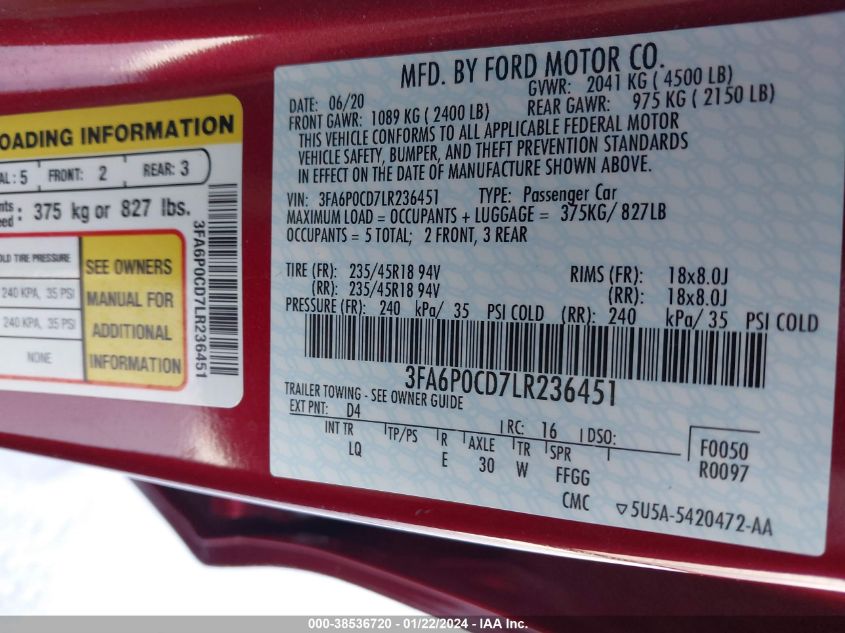 LOADING INFORMATION
AL: 5 FRONT: 2 REAR: 3
375 kg or 827 lbs.
OLD TIRE PRESSURE
240 KPA, 35 PSI
240 KPA, 35 PSI
NONE
SEE OWNERS
MANUAL FOR
ADDITIONAL
INFORMATION
3FA6P0CD7LR236451
MFD. BY FORD MOTOR CO.
DATE: 06/20 GVWR: 2041 KG ( 4500 LB)
FRONT GAWR: 1089 KG ( 2400 LB) REAR GAWR: 975 KG ( 2150 LB)
THIS VEHICLE CONFORMS TO ALL APPLICABLE FEDERAL MOTOR
VEHICLE SAFETY, BUMPER, AND THEFT PREVENTION STANDARDS
IN EFFECT ON THE DATE OF MANUFACTURE SHOWN ABOVE.
VIN: 3FA6P0CD7LR236451 TYPE: Passenger Car
MAXIMUM LOAD = OCCUPANTS + LUGGAGE = 375KG/ 827LB
OCCUPANTS = 5 TOTAL; 2 FRONT, 3 REAR
TIRE (FR): 235/45R18 94V RIMS (FR): 18x8.0J
(RR): 235/45R18 94V (RR): 18x8.0J
PRESSURE (FR): 240 kPa/ 35 PSI COLD (RR): 240 kPa/ 35 PSI COLD
3FA6P0CD7LR236451
TRAILER TOWING - SEE OWNER GUIDE
EXT PNT: D4 RC: 16 DSO: F0050
INT TR TP/PS R AXLE TR SPR R0097
LQ E 30 W FFGG
CMC ▽5U5A-5420472-AA
000-38536720 - 01/22/2024 - IAA Inc.